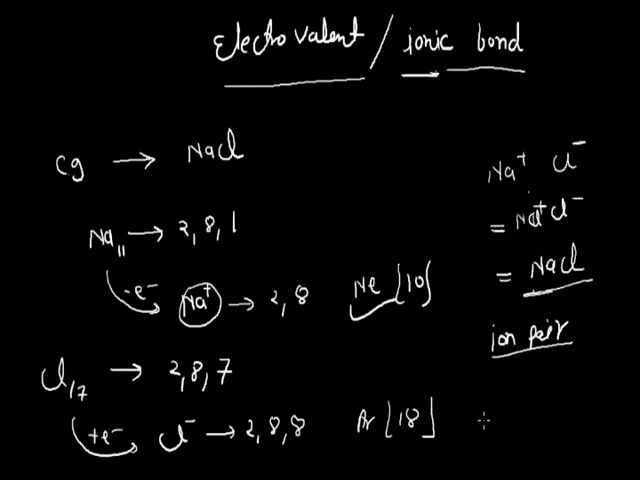 Electrovalent / ionic bond
Eg → NaCl
Na₁₁ → 2, 8, 1
-e⁻ Na⁺ → 2, 8 Ne [10]
Cl₁₇ → 2, 8, 7
+e⁻ Cl⁻ → 2, 8, 8 Ar [18]
Na⁺ Cl⁻
= Na⁺Cl⁻
= NaCl
ion pair